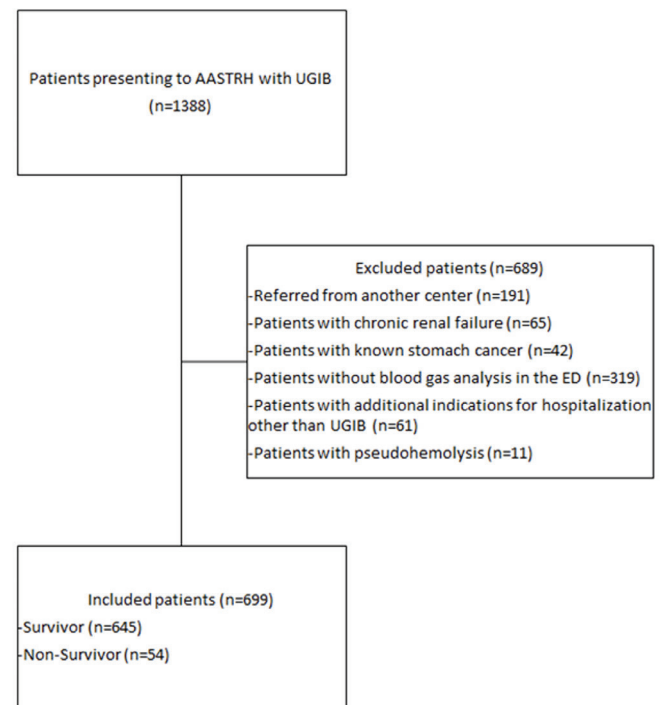 Patients presenting to AASTRH with UGIB
(n=1388)
Excluded patients (n=689)
-Referred from another center (n=191)
-Patients with chronic renal failure (n=65)
-Patients with known stomach cancer (n=42)
-Patients without blood gas analysis in the ED (n=319)
-Patients with additional indications for hospitalization
other than UGIB (n=61)
-Patients with pseudohemolysis (n=11)
Included patients (n=699)
-Survivor (n=645)
-Non-Survivor (n=54)